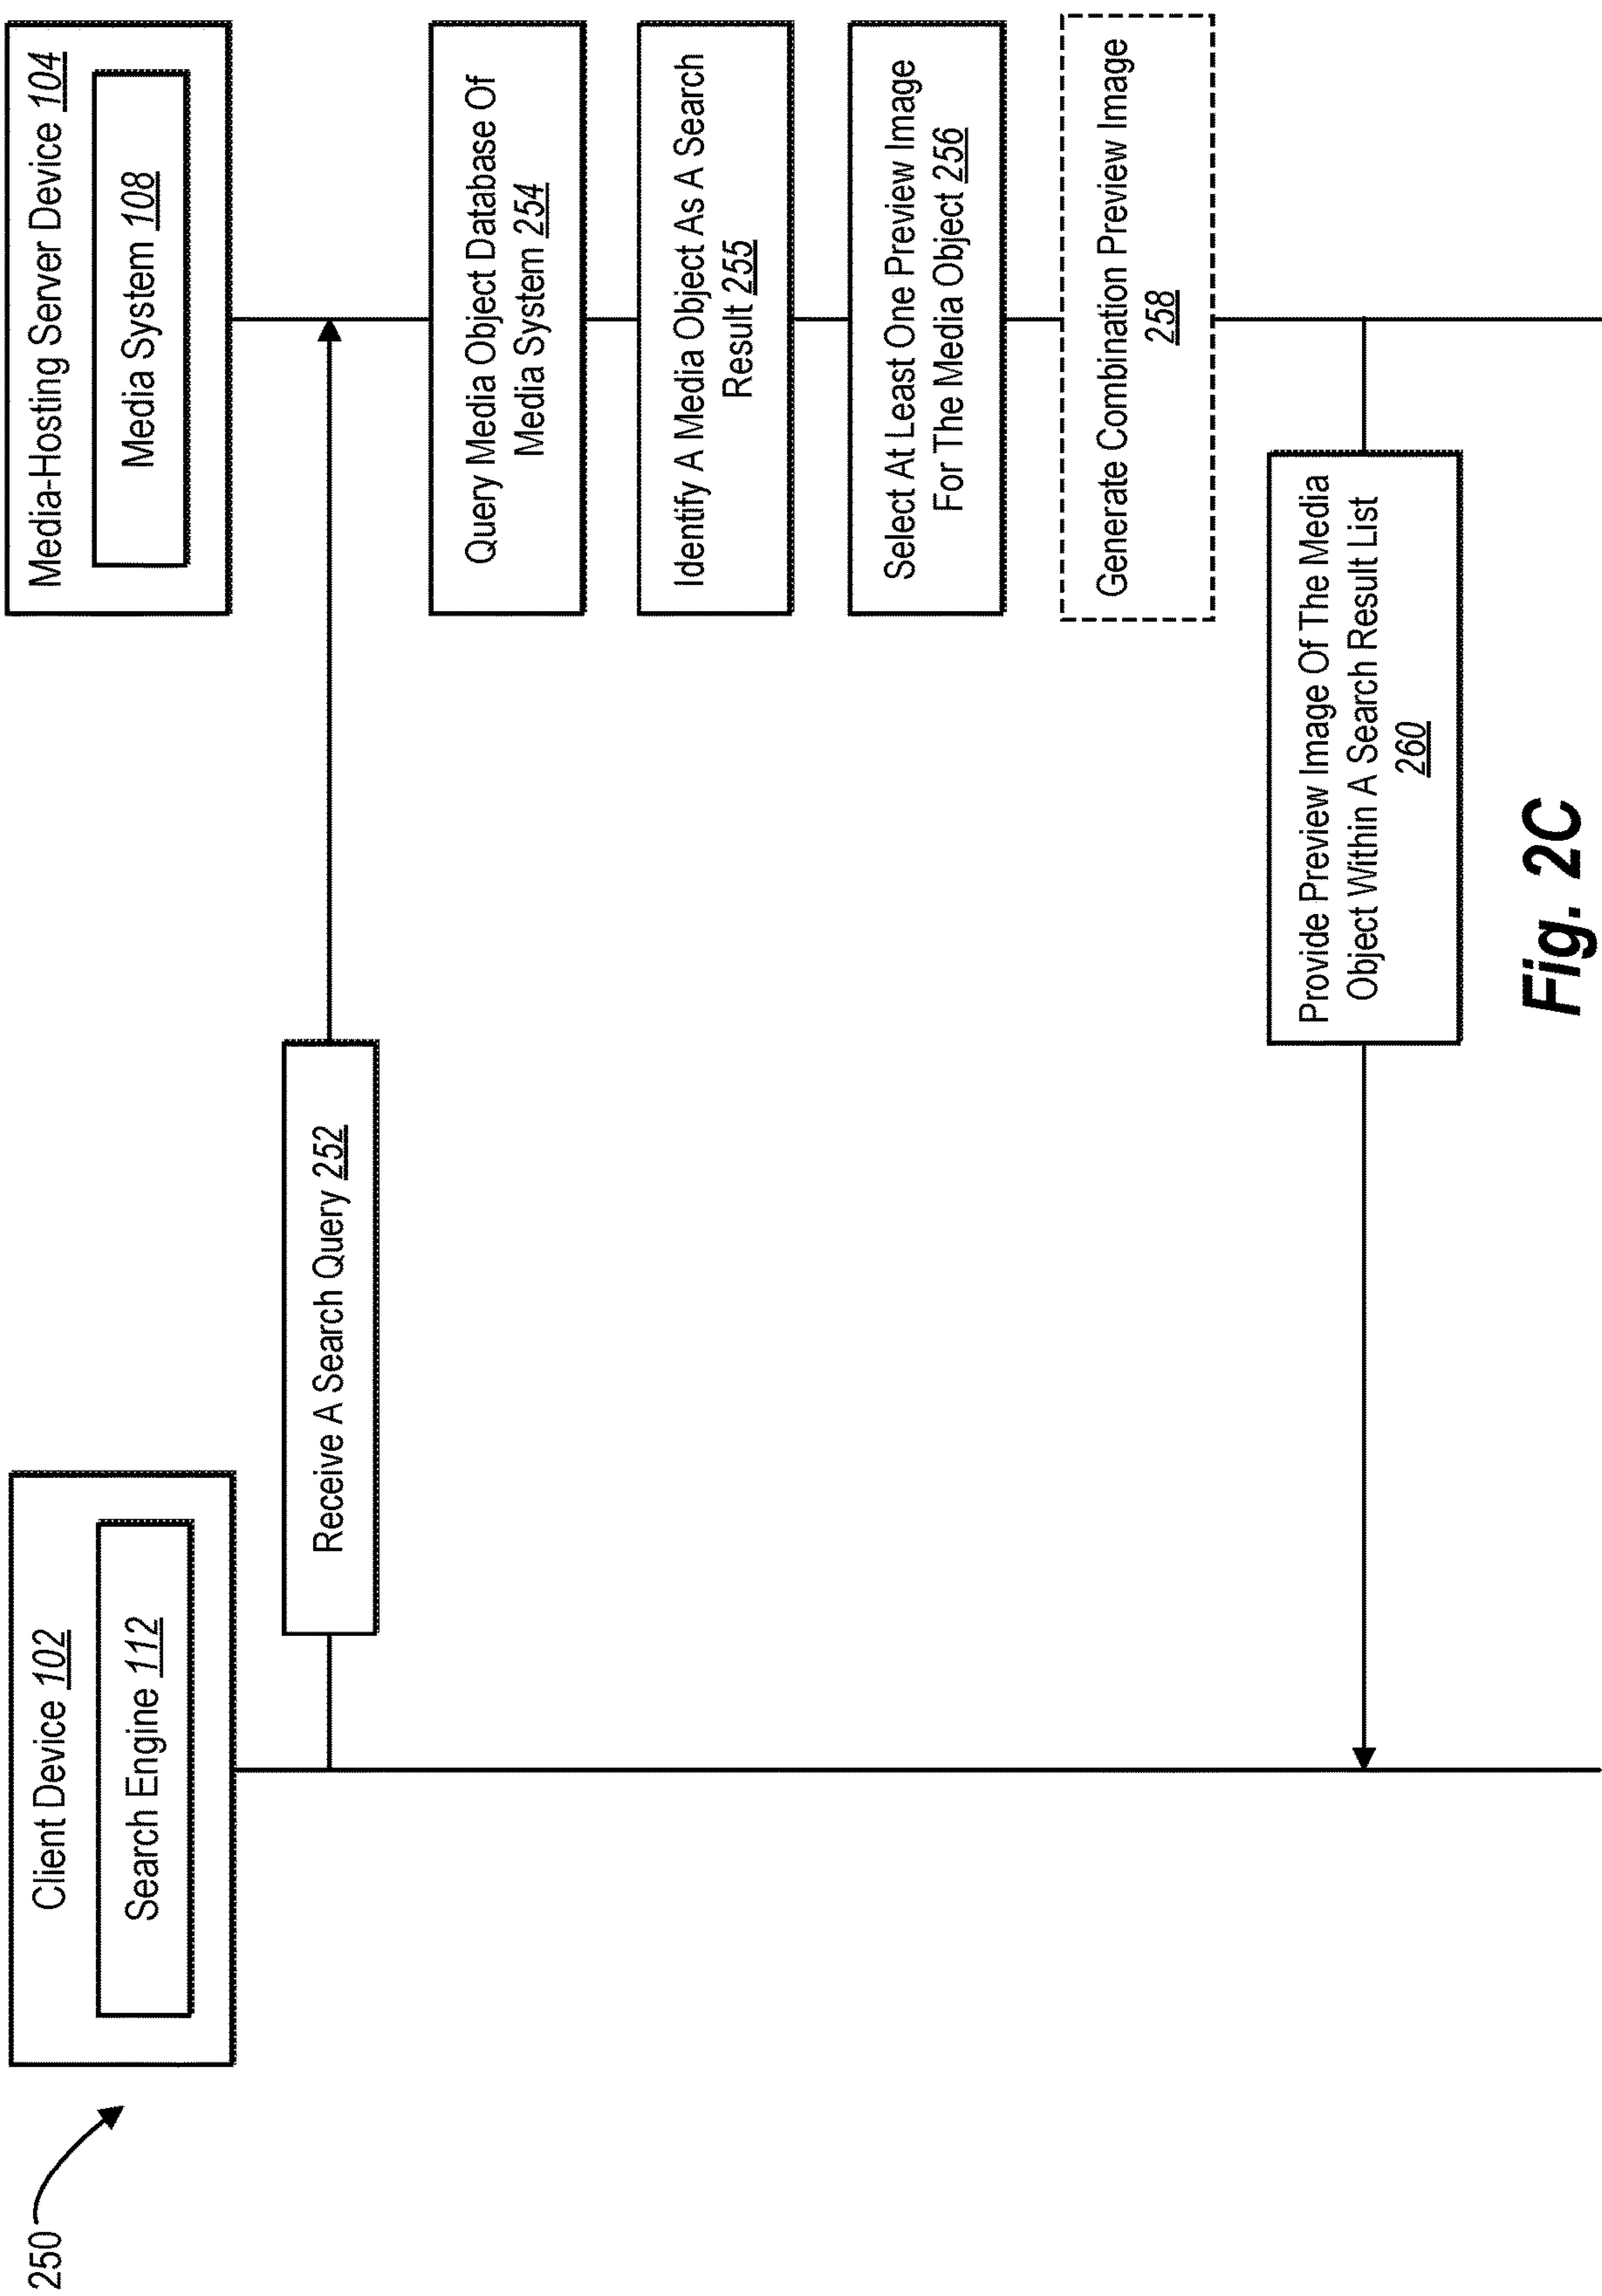 250
Client Device 102
Search Engine 112
Media-Hosting Server Device 104
Media System 108
Receive A Search Query 252
Query Media Object Database Of
Media System 254
Identify A Media Object As A Search
Result 255
Select At Least One Preview Image
For The Media Object 256
Generate Combination Preview Image
258
Provide Preview Image Of The Media
Object Within A Search Result List
260
Fig. 2C